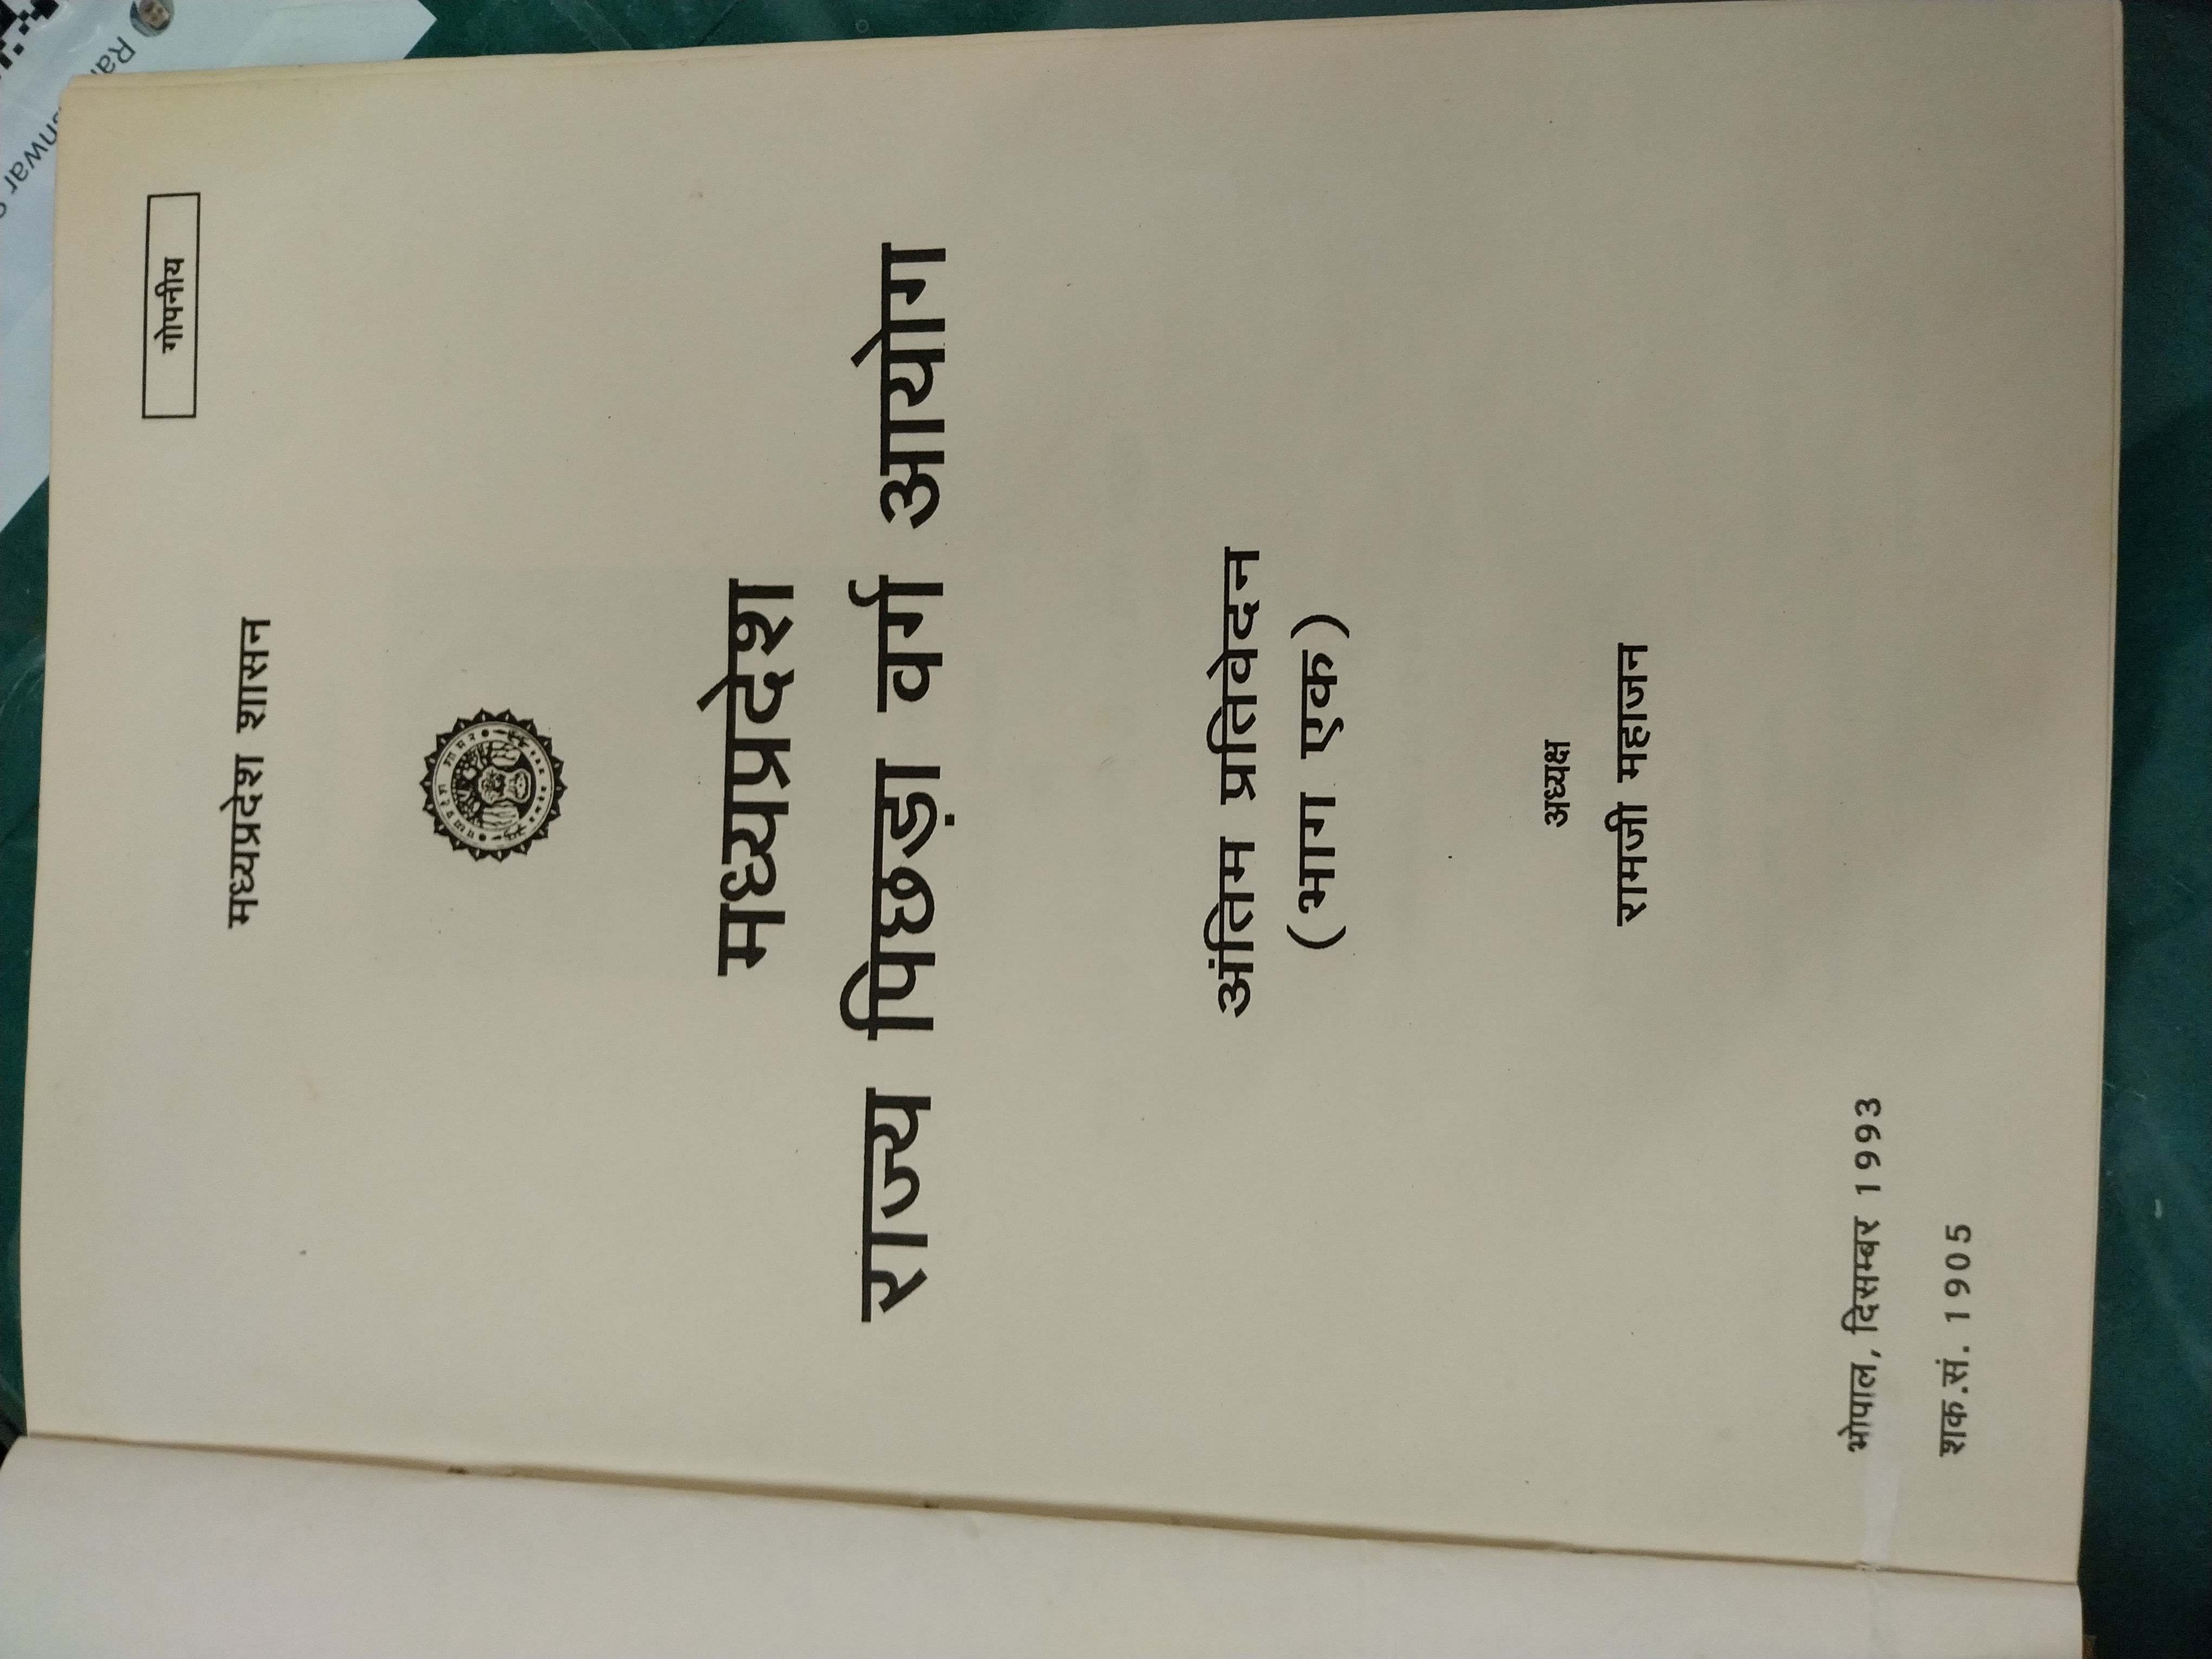 गोपनीय
मध्यप्रदेश शासन
मध्यप्रदेश
राज्य पिछड़ा वर्ग आयोग
अंतिम प्रतिवेदन
(भाग एक)
अध्यक्ष
रामजी महाजन
भोपाल, दिसम्बर 1993
शक.सं. 1905